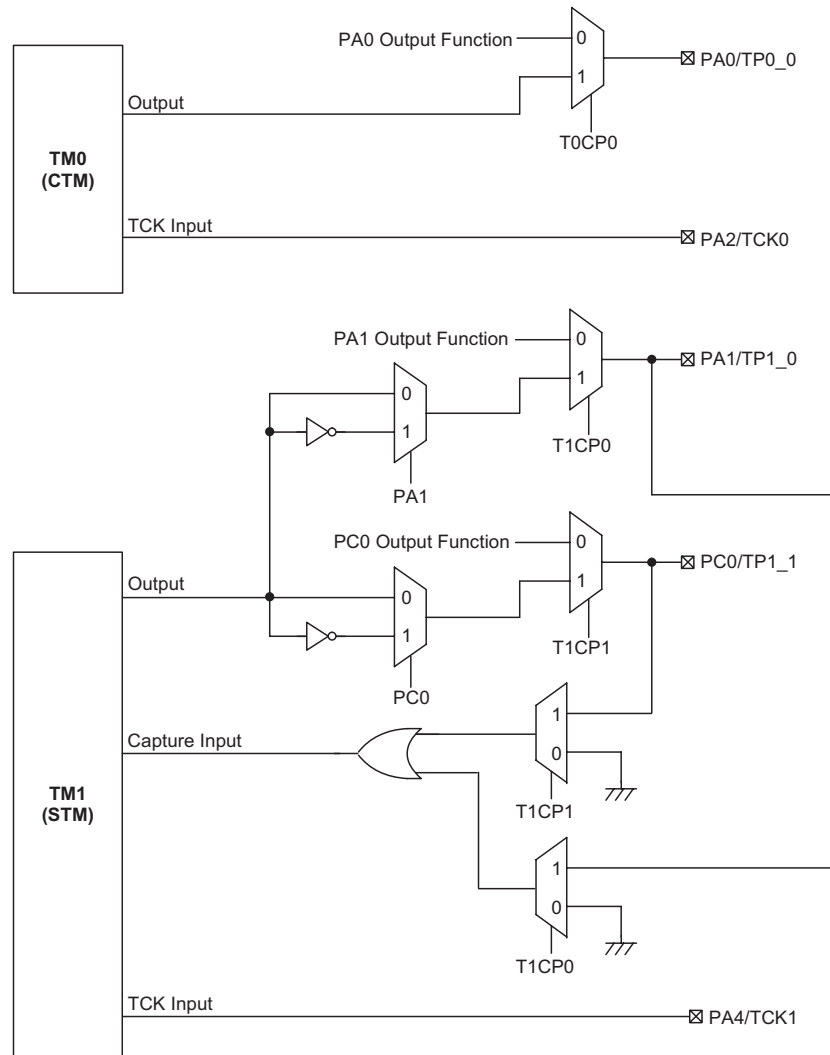 PA0 Output Function
0
1
PA0/TP0_0
T0CP0
Output
TM0
(CTM)
TCK Input
PA2/TCK0
PA1 Output Function
0
1
PA1/TP1_0
T1CP0
0
1
PA1
PC0 Output Function
0
1
PC0/TP1_1
T1CP1
Output
0
1
PC0
Capture Input
1
0
T1CP1
TM1
(STM)
1
0
T1CP0
TCK Input
PA4/TCK1